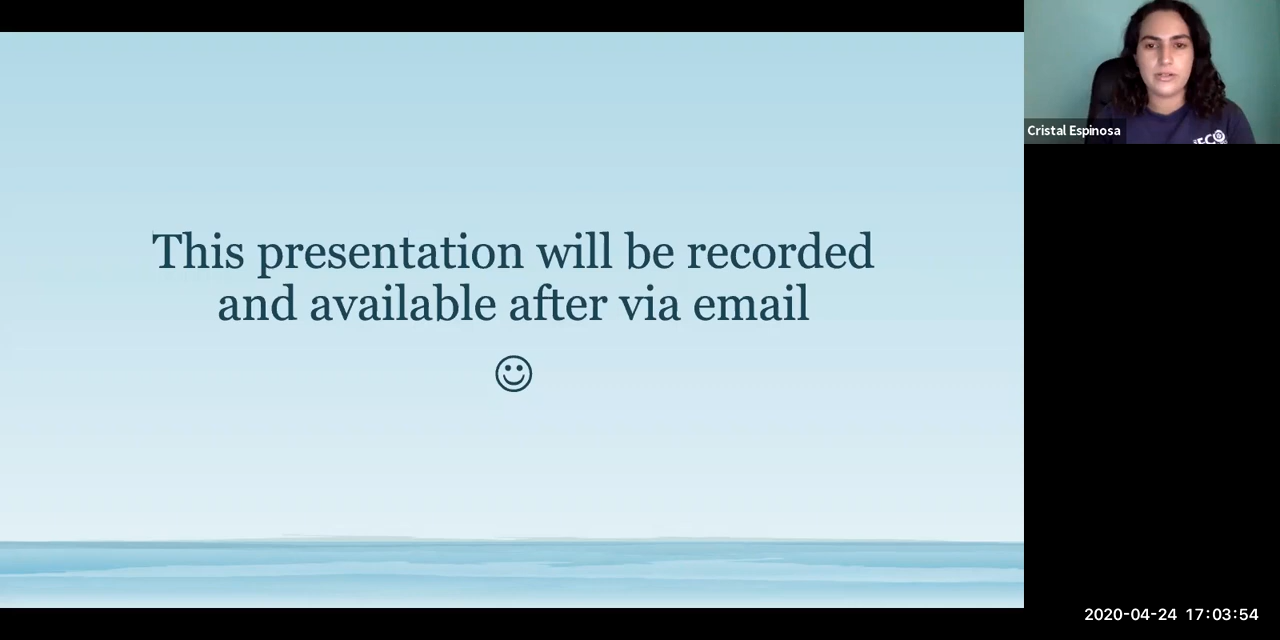 This presentation will be recorded
and available after via email
Cristal Espinosa
2020-04-24 17:03:54